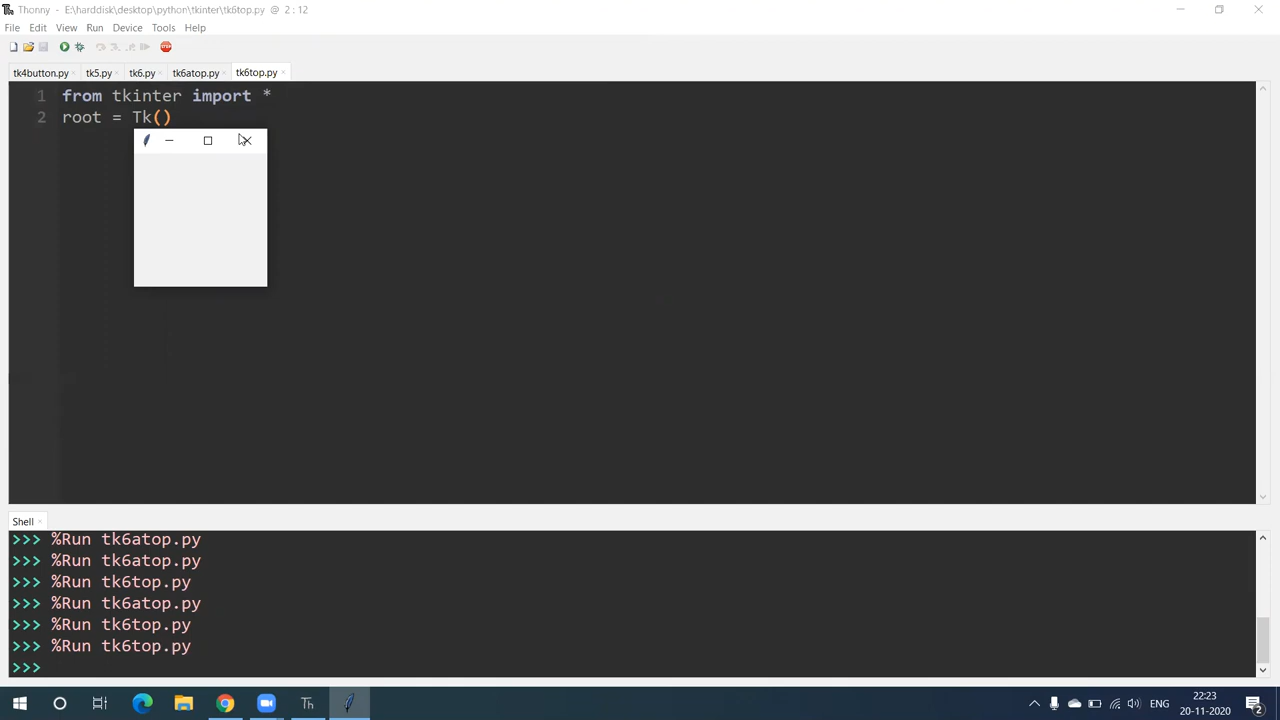 Thonny - E:\harddisk\desktop\python\tkinter\tk6top.py @ 2 : 12
File Edit View Run Device Tools Help
STOP
tk4button.py × tk5.py × tk6.py × tk6atop.py × tk6top.py ×
1 from tkinter import *
2 root = Tk()
Shell ×
>>> %Run tk6atop.py
>>> %Run tk6atop.py
>>> %Run tk6top.py
>>> %Run tk6atop.py
>>> %Run tk6top.py
>>> %Run tk6top.py
>>>
Th
ENG
22:23
20-11-2020
2